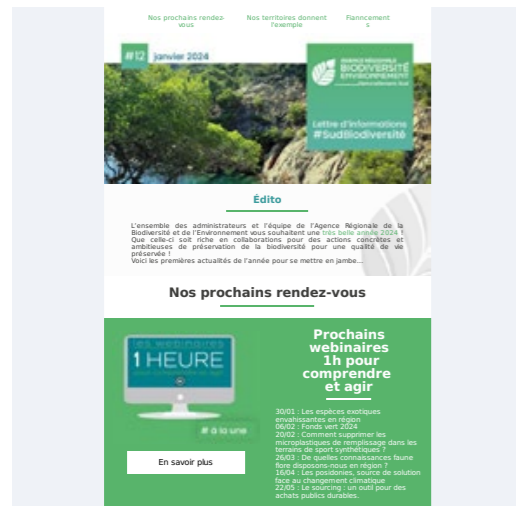 Nos prochains rendez-vous
Nos territoires donnent l'exemple
Fianncements
#12 janvier 2024
AGENCE RÉGIONALE
BIODIVERSITÉ
ENVIRONNEMENT
Lettre d'informations
#SudBiodiversité
Édito
L'ensemble des administrateurs et l'équipe de l'Agence Régionale de la
Biodiversité et de l'Environnement vous souhaitent une très belle année 2024 !
Que celle-ci soit riche en collaborations pour des actions concrètes et
ambitieuses de préservation de la biodiversité pour une qualité de vie
préservée !
Voici les premières actualités de l'année pour se mettre en jambe...
Nos prochains rendez-vous
les webinaires
1 HEURE
pour comprendre et agir
# à la une
En savoir plus
Prochains
webinaires
1h pour
comprendre
et agir
30/01 : Les espèces exotiques
envahissantes en région
06/02 : Fonds vert 2024
20/02 : Comment supprimer les
microplastiques de remplissage dans les
terrains de sport synthétiques ?
26/03 : De quelles connaissances faune
flore disposons-nous en région ?
16/04 : Les posidonies, source de solution
face au changement climatique
22/05 : Le sourcing : un outil pour des
achats publics durables.